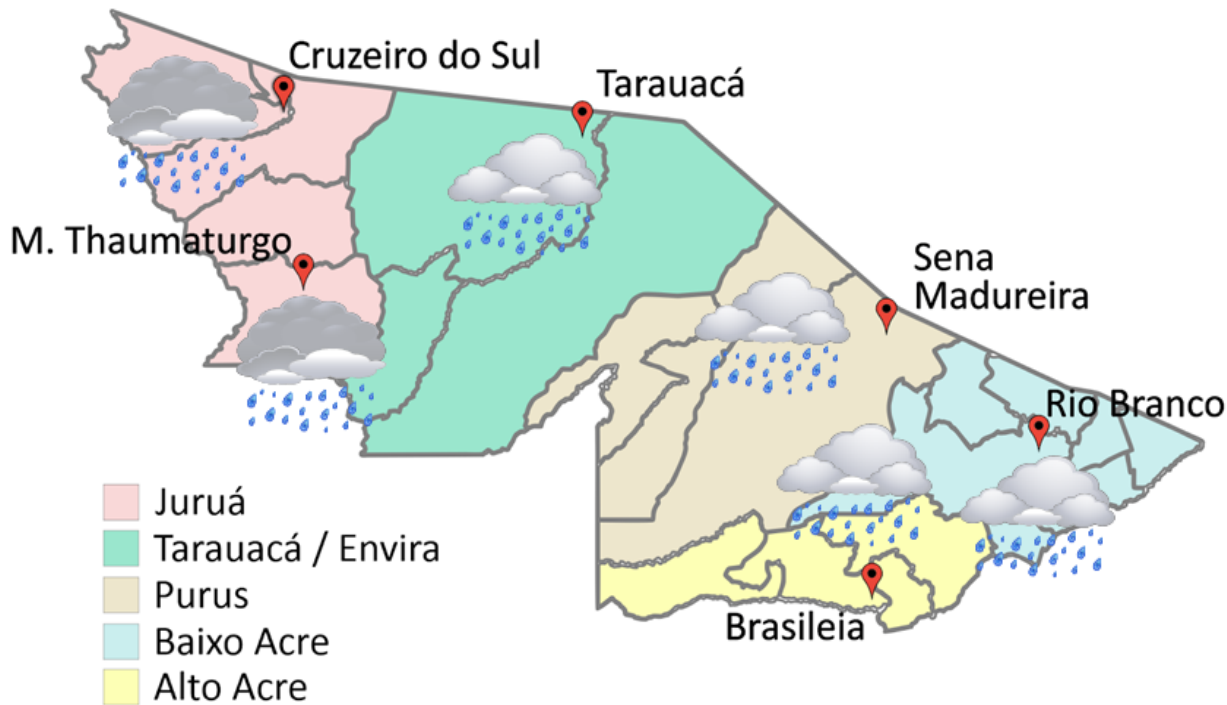 Cruzeiro do Sul
Tarauacá
M. Thaumaturgo
Sena
Madureira
Rio Branco
Brasileia
Juruá
Tarauacá / Envira
Purus
Baixo Acre
Alto Acre